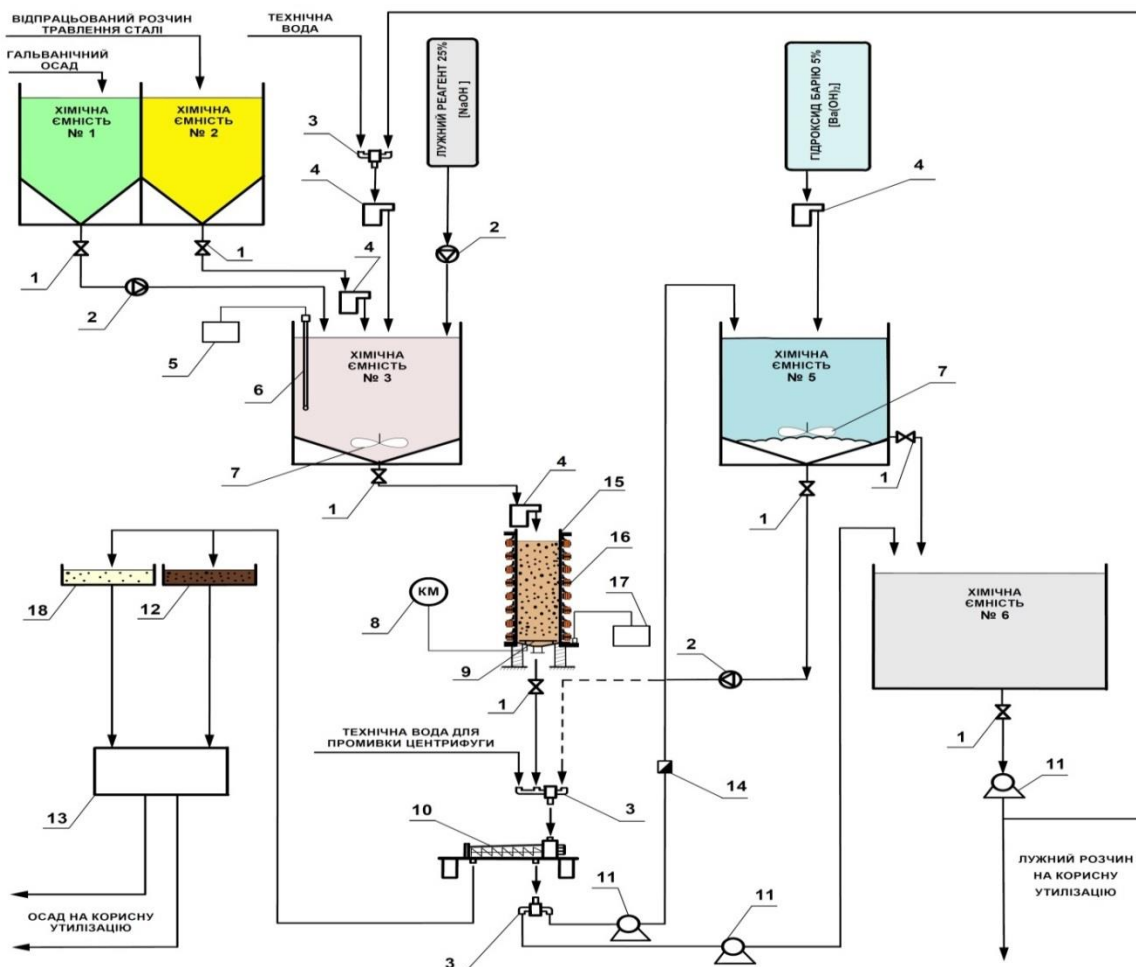 ВІДПРАЦЬОВАНИЙ РОЗЧИН
ТРАВЛЕННЯ СТАЛІ
ГАЛЬВАНІЧНИЙ
ОСАД
ТЕХНІЧНА
ВОДА
ЛУЖНИЙ РЕАГЕНТ 25%
[NaOH ]
ГІДРОКСИД БАРІЮ 5%
[Ba(OH)₂]
ХІМІЧНА
ЄМНІСТЬ
№ 1
ХІМІЧНА
ЄМНІСТЬ
№ 2
3
4
4
2
1
1
4
2
5
6
ХІМІЧНА
ЄМНІСТЬ
№ 3
7
1
ХІМІЧНА
ЄМНІСТЬ
№ 5
7
1
1
4
15
16
17
КМ
8
9
1
18
12
13
ХІМІЧНА
ЄМНІСТЬ
№ 6
2
1
11
ТЕХНІЧНА ВОДА ДЛЯ
ПРОМИВКИ ЦЕНТРИФУГИ
3
14
10
11
11
3
ОСАД НА КОРИСНУ
УТИЛІЗАЦІЮ
ЛУЖНИЙ РОЗЧИН
НА КОРИСНУ
УТИЛІЗАЦІЮ